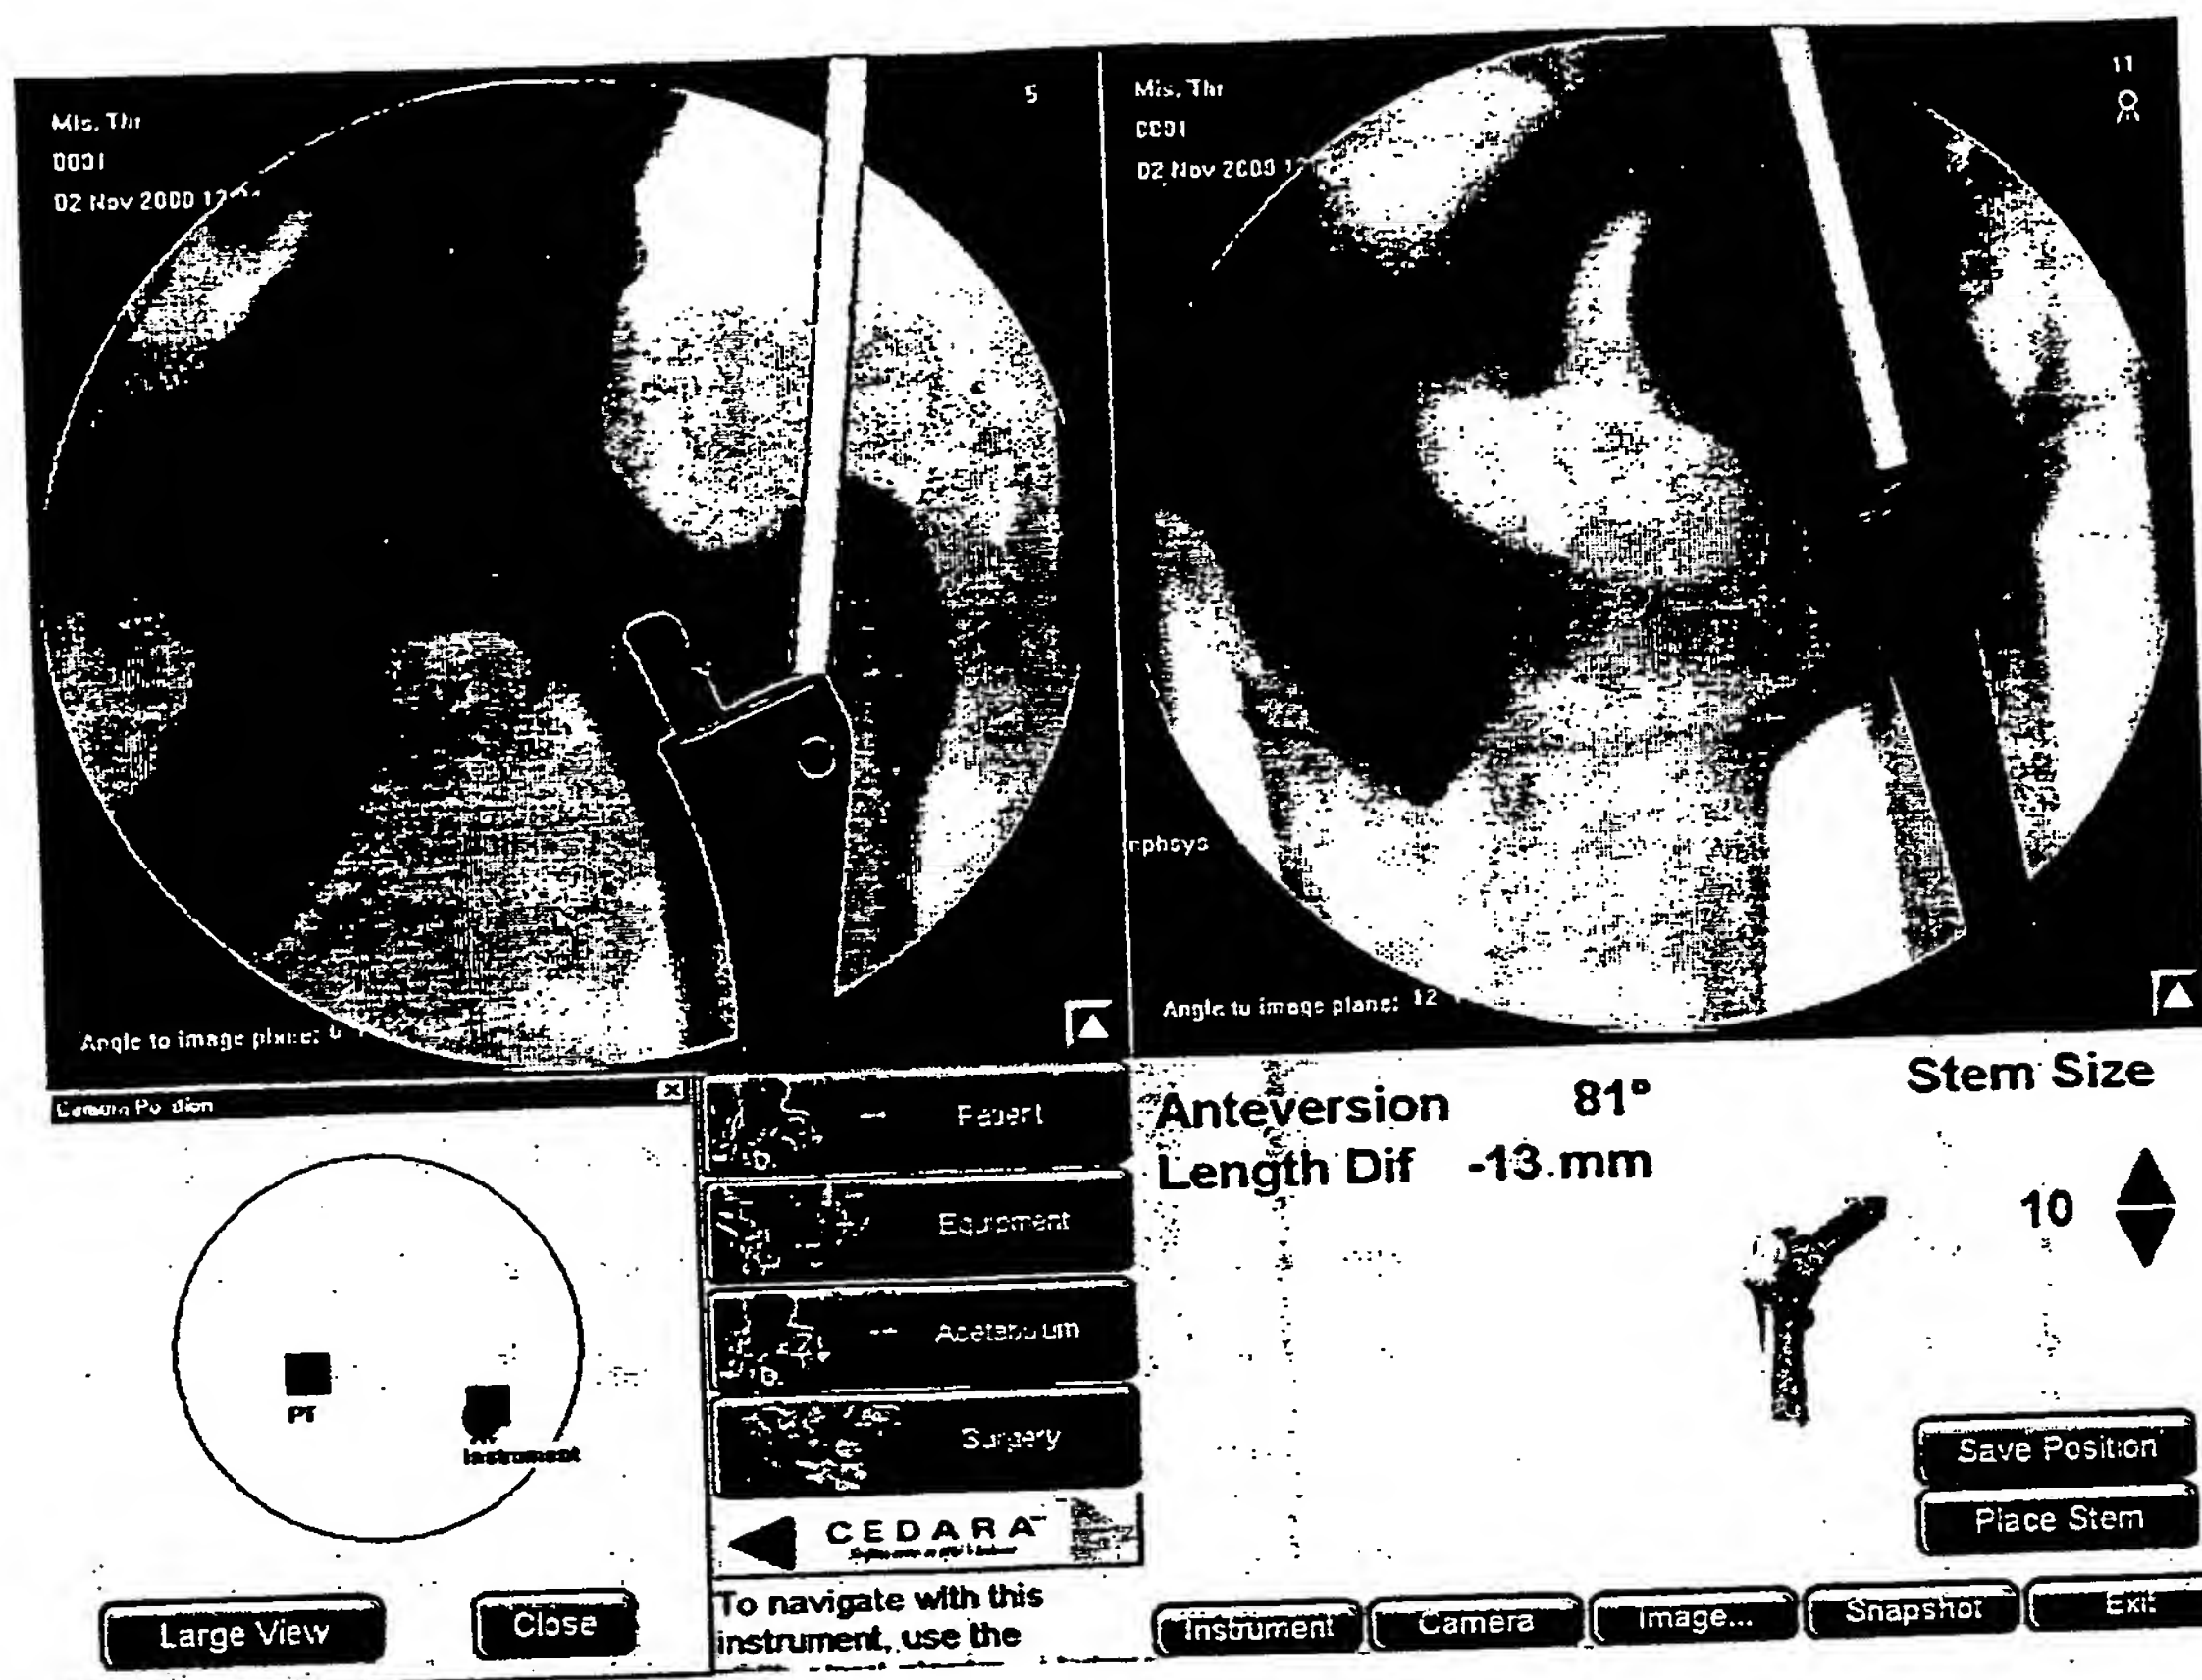 Mis. Thr
0001
02 Nov 2000
5
Angle to image plane:
Mis. Thr
0001
02 Nov 2000
11
nphsys
Angle to image plane: 12
Camera Position
PT
Instrument
Large View
Close
Patient
Equipment
Acetabulum
Surgery
CEDARA
To navigate with this
instrument, use the
Anteversion 81°
Length Dif -13.mm
Stem Size
10
Save Position
Place Stem
Instrument
Camera
Image...
Snapshot
Exit